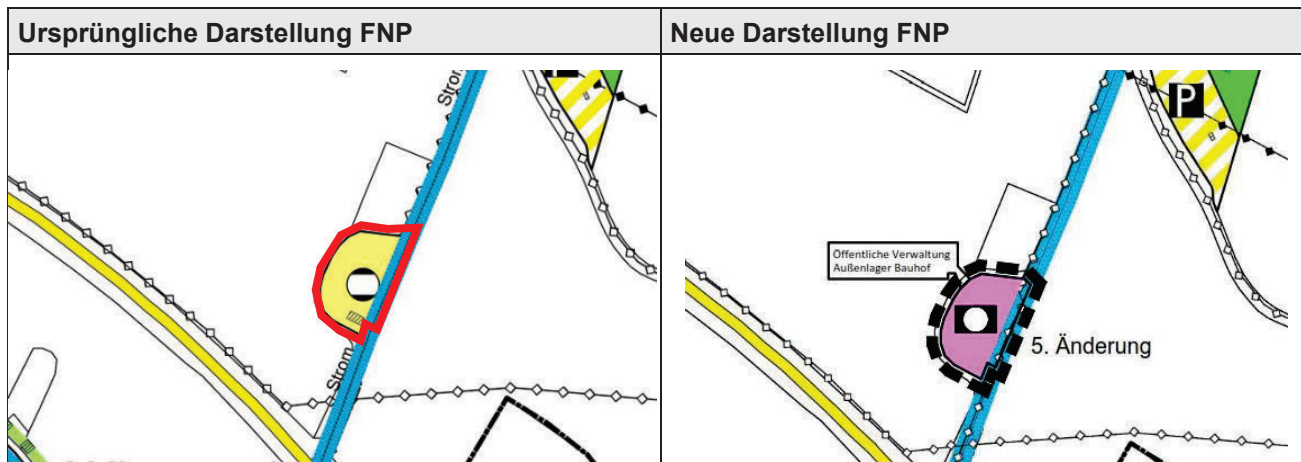 Ursprüngliche Darstellung FNP
Neue Darstellung FNP
Strom
P
Öffentliche Verwaltung
Außenlager Bauhof
5. Änderung
Strom